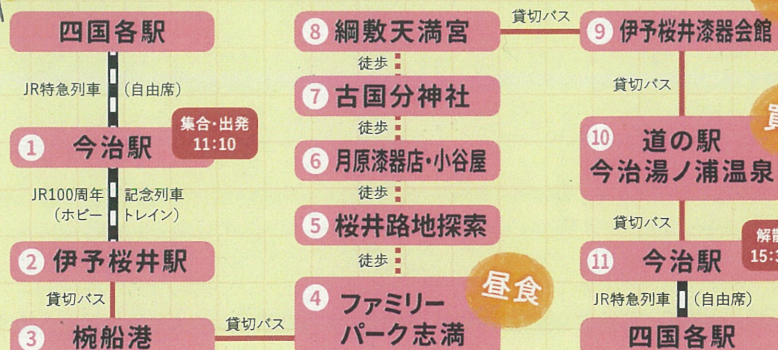 四国各駅
JR特急列車 (自由席)
集合・出発
11:10
① 今治駅
JR100周年 記念列車
(ホビー トレイン)
② 伊予桜井駅
貸切バス
③ 椀船港
貸切バス
④ ファミリー
パーク志満
昼食
徒歩
⑤ 桜井路地探索
徒歩
⑥ 月原漆器店・小谷屋
徒歩
⑦ 古国分神社
徒歩
⑧ 綱敷天満宮
貸切バス
⑨ 伊予桜井漆器会館
貸切バス
⑩ 道の駅
今治湯ノ浦温泉
貸切バス
⑪ 今治駅
JR特急列車 (自由席)
四国各駅